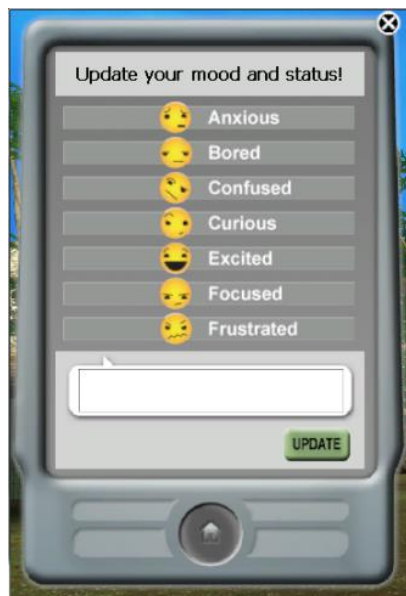 Update your mood and status!
Anxious
Bored
Confused
Curious
Excited
Focused
Frustrated
UPDATE